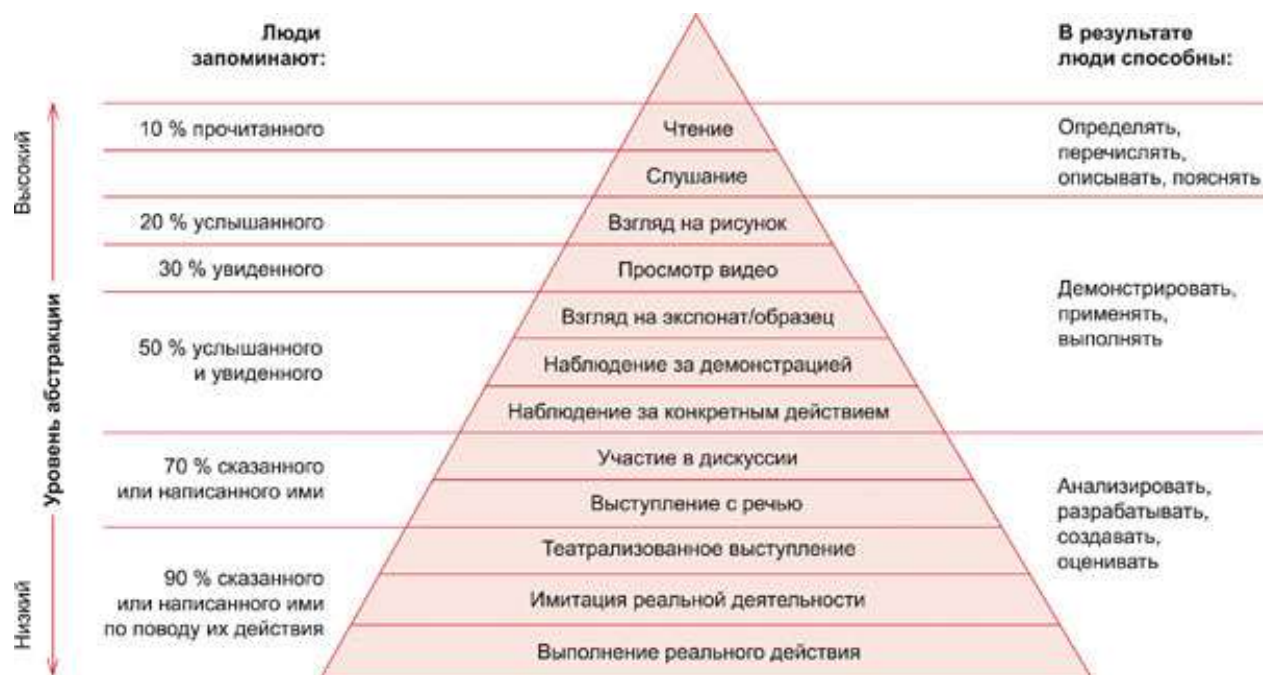 Люди
запоминают:
В результате
люди способны:
Высокий
Уровень абстракции
Низкий
10 % прочитанного
20 % услышанного
30 % увиденного
50 % услышанного
и увиденного
70 % сказанного
или написанного ими
90 % сказанного
или написанного ими
по поводу их действия
Чтение
Слушание
Взгляд на рисунок
Просмотр видео
Взгляд на экспонат/образец
Наблюдение за демонстрацией
Наблюдение за конкретным действием
Участие в дискуссии
Выступление с речью
Театрализованное выступление
Имитация реальной деятельности
Выполнение реального действия
Определять,
перечислять,
описывать, пояснять
Демонстрировать,
применять,
выполнять
Анализировать,
разрабатывать,
создавать,
оценивать